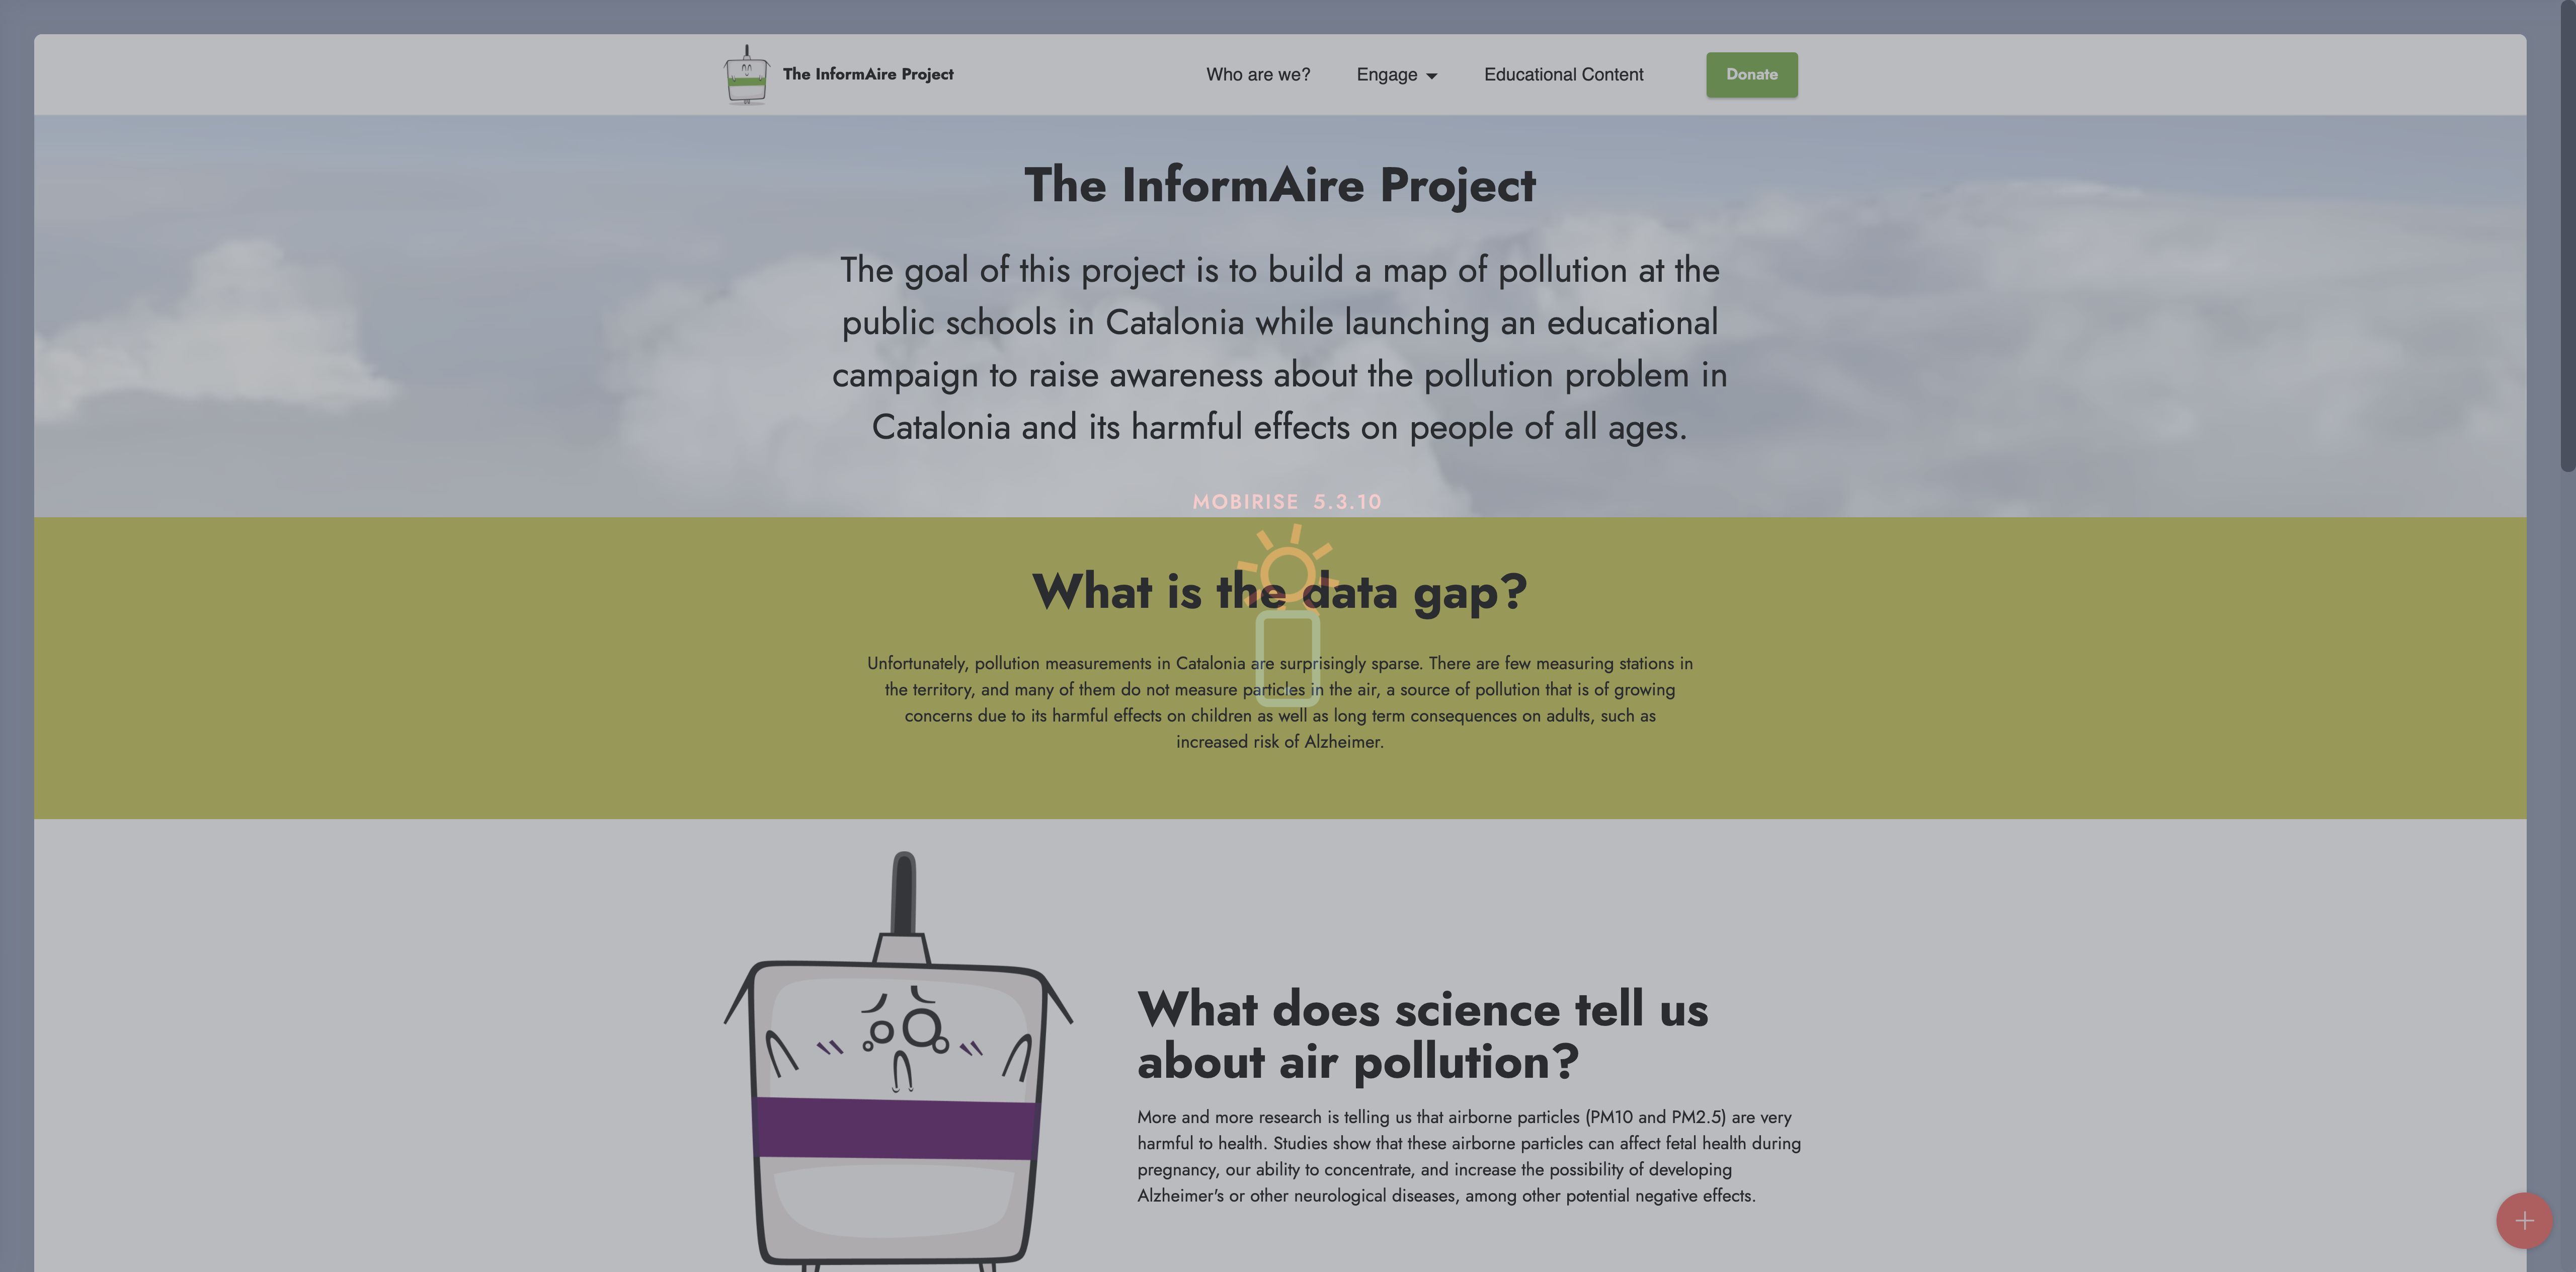 The InformAire Project
Who are we?
Engage
Educational Content
Donate
The InformAire Project
The goal of this project is to build a map of pollution at the
public schools in Catalonia while launching an educational
campaign to raise awareness about the pollution problem in
Catalonia and its harmful effects on people of all ages.
MOBIRISE 5.3.10
What is the data gap?
Unfortunately, pollution measurements in Catalonia are surprisingly sparse. There are few measuring stations in
the territory, and many of them do not measure particles in the air, a source of pollution that is of growing
concerns due to its harmful effects on children as well as long term consequences on adults, such as
increased risk of Alzheimer.
What does science tell us
about air pollution?
More and more research is telling us that airborne particles (PM10 and PM2.5) are very
harmful to health. Studies show that these airborne particles can affect fetal health during
pregnancy, our ability to concentrate, and increase the possibility of developing
Alzheimer's or other neurological diseases, among other potential negative effects.